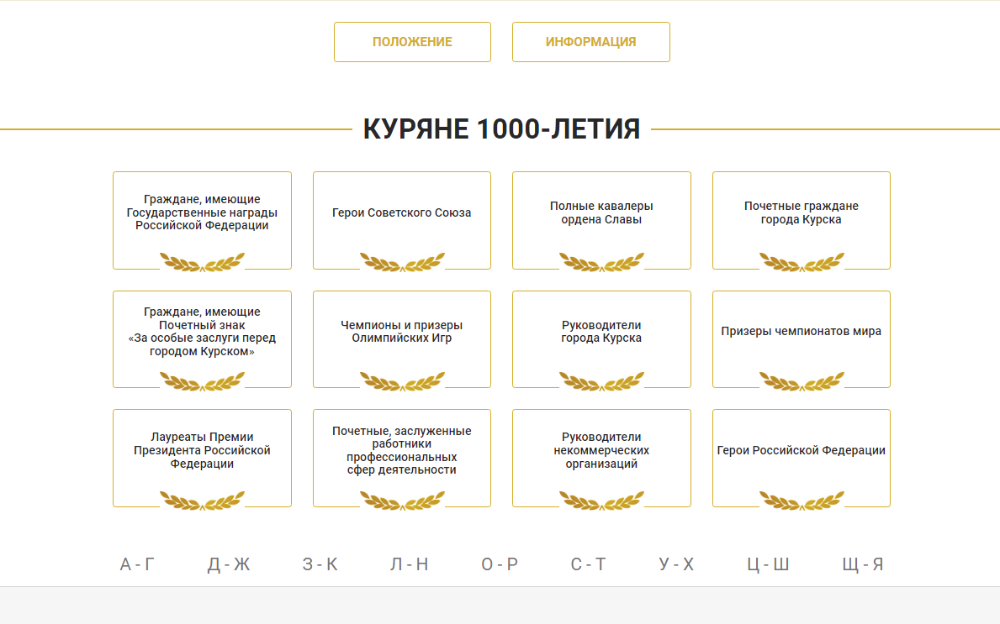 ПОЛОЖЕНИЕ
ИНФОРМАЦИЯ
КУРЯНЕ 1000-ЛЕТИЯ
Граждане, имеющие
Государственные награды
Российской Федерации
Герои Советского Союза
Полные кавалеры
ордена Славы
Почетные граждане
города Курска
Граждане, имеющие
Почетный знак
«За особые заслуги перед
городом Курском»
Чемпионы и призеры
Олимпийских Игр
Руководители
города Курска
Призеры чемпионатов мира
Лауреаты Премии
Президента Российской
Федерации
Почетные, заслуженные
работники
профессиональных
сфер деятельности
Руководители
некоммерческих
организаций
Герои Российской Федерации
А - Г
Д - Ж
З - К
Л - Н
О - Р
С - Т
У - Х
Ц - Ш
Щ - Я